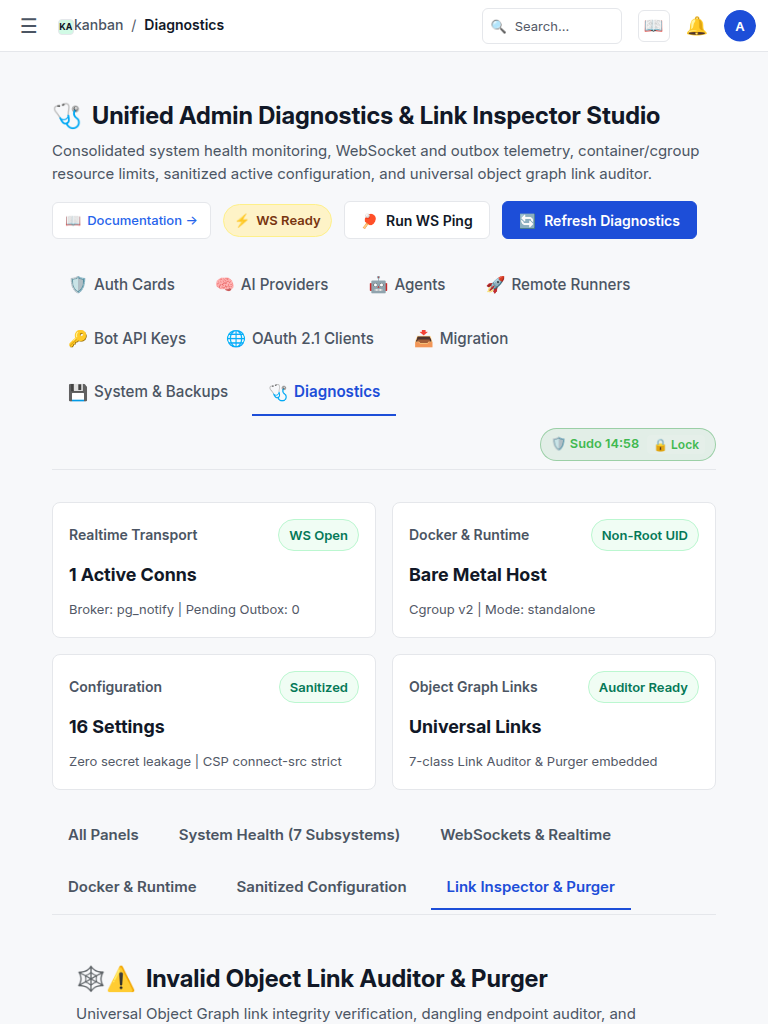 ☰ KA kanban / Diagnostics 🔍 Search... 📖 🔔 A
🩺 Unified Admin Diagnostics & Link Inspector Studio
Consolidated system health monitoring, WebSocket and outbox telemetry, container/cgroup
resource limits, sanitized active configuration, and universal object graph link auditor.
📖 Documentation → ⚡ WS Ready 🏓 Run WS Ping 🔄 Refresh Diagnostics
🛡️ Auth Cards 🧠 AI Providers 🤖 Agents 🚀 Remote Runners
🔑 Bot API Keys 🌐 OAuth 2.1 Clients 📥 Migration
💾 System & Backups 🩺 Diagnostics
🛡️ Sudo 14:58 🔒 Lock
Realtime Transport WS Open
1 Active Conns
Broker: pg_notify | Pending Outbox: 0
Docker & Runtime Non-Root UID
Bare Metal Host
Cgroup v2 | Mode: standalone
Configuration Sanitized
16 Settings
Zero secret leakage | CSP connect-src strict
Object Graph Links Auditor Ready
Universal Links
7-class Link Auditor & Purger embedded
All Panels System Health (7 Subsystems) WebSockets & Realtime
Docker & Runtime Sanitized Configuration Link Inspector & Purger
🕸️⚠️ Invalid Object Link Auditor & Purger
Universal Object Graph link integrity verification, dangling endpoint auditor, and